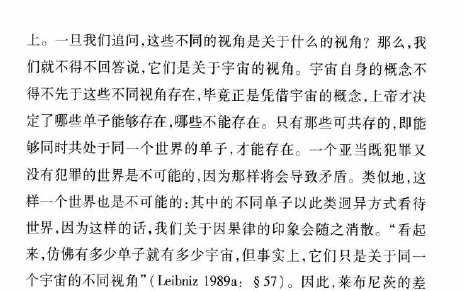 上。一旦我们追问,这些不同的视角是关于什么的视角?那么,我
们就不得不回答说,它们是关于宇宙的视角。宇宙自身的概念不
得不先于这些不同视角存在,毕竟正是凭借宇宙的概念,上帝才决
定了哪些单子能够存在,哪些不能存在。只有那些可共存的,即能
够同时共处于同一个世界的单子,才能存在。一个亚当既犯罪又
没有犯罪的世界是不可能的,因为那样将会导致矛盾。类似地,这
样一个世界也是不可能的:其中的不同单子以此类迥异方式看待
世界,因为这样的话,我们关于因果律的印象会随之消散。“看起
来,仿佛有多少单子就有多少宇宙,但事实上,它们只是关于同一
个宇宙的不同视角”(Leibniz 1989a: §57)。因此,莱布尼茨的差